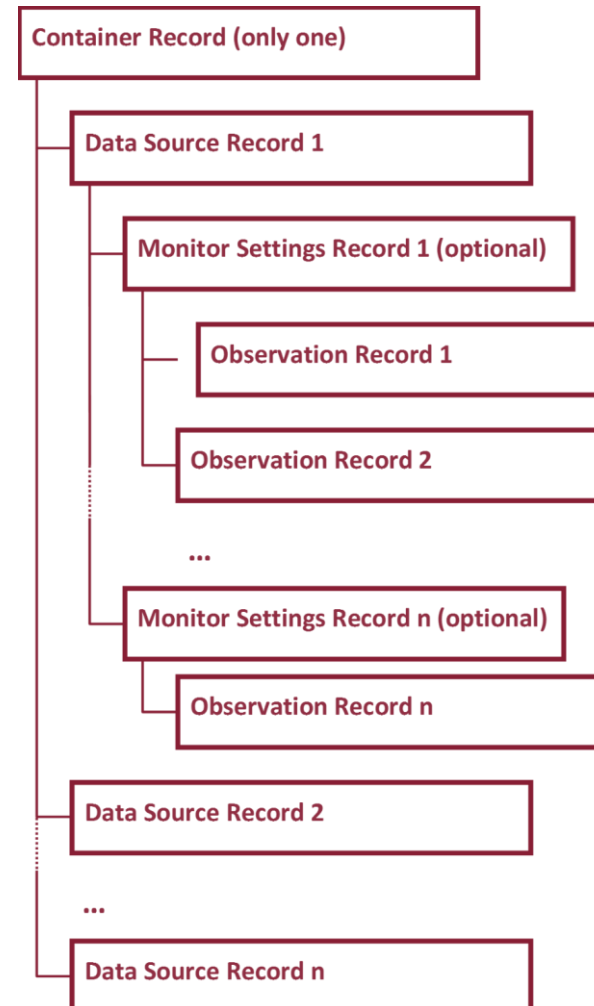 Container Record (only one)
Data Source Record 1
Monitor Settings Record 1 (optional)
Observation Record 1
Observation Record 2
...
Monitor Settings Record n (optional)
Observation Record n
Data Source Record 2
...
Data Source Record n